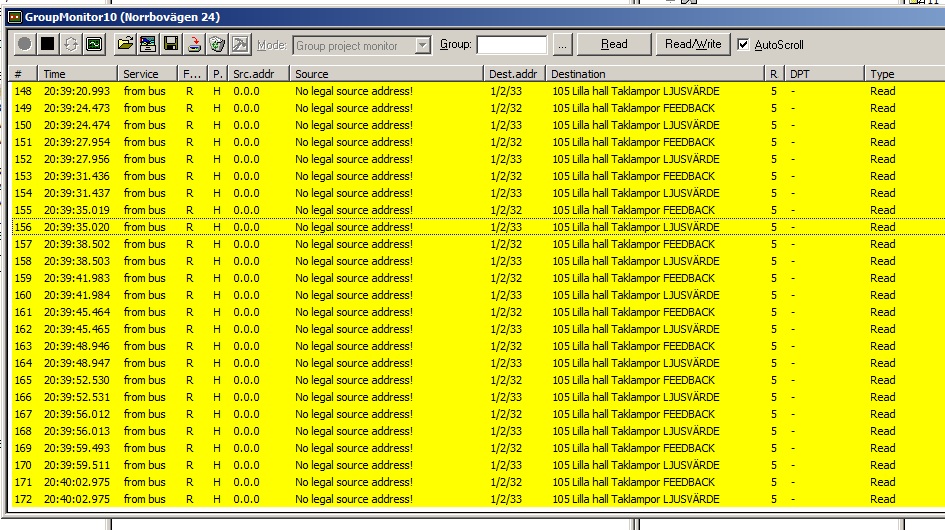 GroupMonitor10 (Norrbovägen 24)
Mode: Group project monitor Group: ... Read Read/Write AutoScroll
# Time Service F... P. Src.addr Source Dest.addr Destination R DPT Type
148 20:39:20.993 from bus R H 0.0.0 No legal source address! 1/2/33 105 Lilla hall Taklampor LJUSVÄRDE 5 - Read
149 20:39:24.473 from bus R H 0.0.0 No legal source address! 1/2/32 105 Lilla hall Taklampor FEEDBACK 5 - Read
150 20:39:24.474 from bus R H 0.0.0 No legal source address! 1/2/33 105 Lilla hall Taklampor LJUSVÄRDE 5 - Read
151 20:39:27.954 from bus R H 0.0.0 No legal source address! 1/2/32 105 Lilla hall Taklampor FEEDBACK 5 - Read
152 20:39:27.956 from bus R H 0.0.0 No legal source address! 1/2/33 105 Lilla hall Taklampor LJUSVÄRDE 5 - Read
153 20:39:31.436 from bus R H 0.0.0 No legal source address! 1/2/32 105 Lilla hall Taklampor FEEDBACK 5 - Read
154 20:39:31.437 from bus R H 0.0.0 No legal source address! 1/2/33 105 Lilla hall Taklampor LJUSVÄRDE 5 - Read
155 20:39:35.019 from bus R H 0.0.0 No legal source address! 1/2/32 105 Lilla hall Taklampor FEEDBACK 5 - Read
156 20:39:35.020 from bus R H 0.0.0 No legal source address! 1/2/33 105 Lilla hall Taklampor LJUSVÄRDE 5 - Read
157 20:39:38.502 from bus R H 0.0.0 No legal source address! 1/2/32 105 Lilla hall Taklampor FEEDBACK 5 - Read
158 20:39:38.503 from bus R H 0.0.0 No legal source address! 1/2/33 105 Lilla hall Taklampor LJUSVÄRDE 5 - Read
159 20:39:41.983 from bus R H 0.0.0 No legal source address! 1/2/32 105 Lilla hall Taklampor FEEDBACK 5 - Read
160 20:39:41.984 from bus R H 0.0.0 No legal source address! 1/2/33 105 Lilla hall Taklampor LJUSVÄRDE 5 - Read
161 20:39:45.464 from bus R H 0.0.0 No legal source address! 1/2/32 105 Lilla hall Taklampor FEEDBACK 5 - Read
162 20:39:45.465 from bus R H 0.0.0 No legal source address! 1/2/33 105 Lilla hall Taklampor LJUSVÄRDE 5 - Read
163 20:39:48.946 from bus R H 0.0.0 No legal source address! 1/2/32 105 Lilla hall Taklampor FEEDBACK 5 - Read
164 20:39:48.947 from bus R H 0.0.0 No legal source address! 1/2/33 105 Lilla hall Taklampor LJUSVÄRDE 5 - Read
165 20:39:52.530 from bus R H 0.0.0 No legal source address! 1/2/32 105 Lilla hall Taklampor FEEDBACK 5 - Read
166 20:39:52.531 from bus R H 0.0.0 No legal source address! 1/2/33 105 Lilla hall Taklampor LJUSVÄRDE 5 - Read
167 20:39:56.012 from bus R H 0.0.0 No legal source address! 1/2/32 105 Lilla hall Taklampor FEEDBACK 5 - Read
168 20:39:56.013 from bus R H 0.0.0 No legal source address! 1/2/33 105 Lilla hall Taklampor LJUSVÄRDE 5 - Read
169 20:39:59.493 from bus R H 0.0.0 No legal source address! 1/2/32 105 Lilla hall Taklampor FEEDBACK 5 - Read
170 20:39:59.511 from bus R H 0.0.0 No legal source address! 1/2/33 105 Lilla hall Taklampor LJUSVÄRDE 5 - Read
171 20:40:02.975 from bus R H 0.0.0 No legal source address! 1/2/32 105 Lilla hall Taklampor FEEDBACK 5 - Read
172 20:40:02.975 from bus R H 0.0.0 No legal source address! 1/2/33 105 Lilla hall Taklampor LJUSVÄRDE 5 - Read